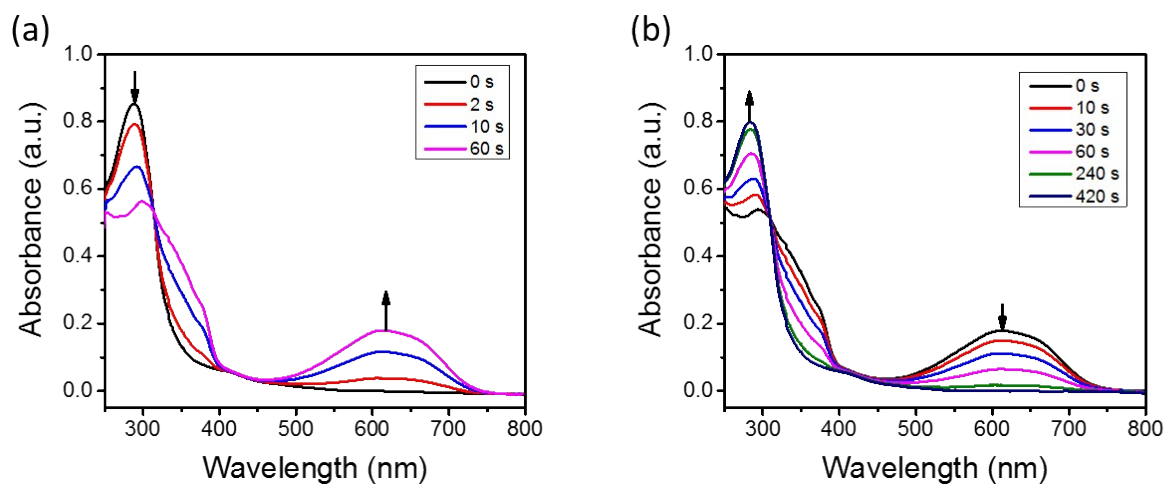 (a)
1.0
0.8
0.6
0.4
0.2
0.0
Absorbance (a.u.)
0 s
2 s
10 s
60 s
300 400 500 600 700 800
Wavelength (nm)
(b)
1.0
0.8
0.6
0.4
0.2
0.0
Absorbance (a.u.)
0 s
10 s
30 s
60 s
240 s
420 s
300 400 500 600 700 800
Wavelength (nm)